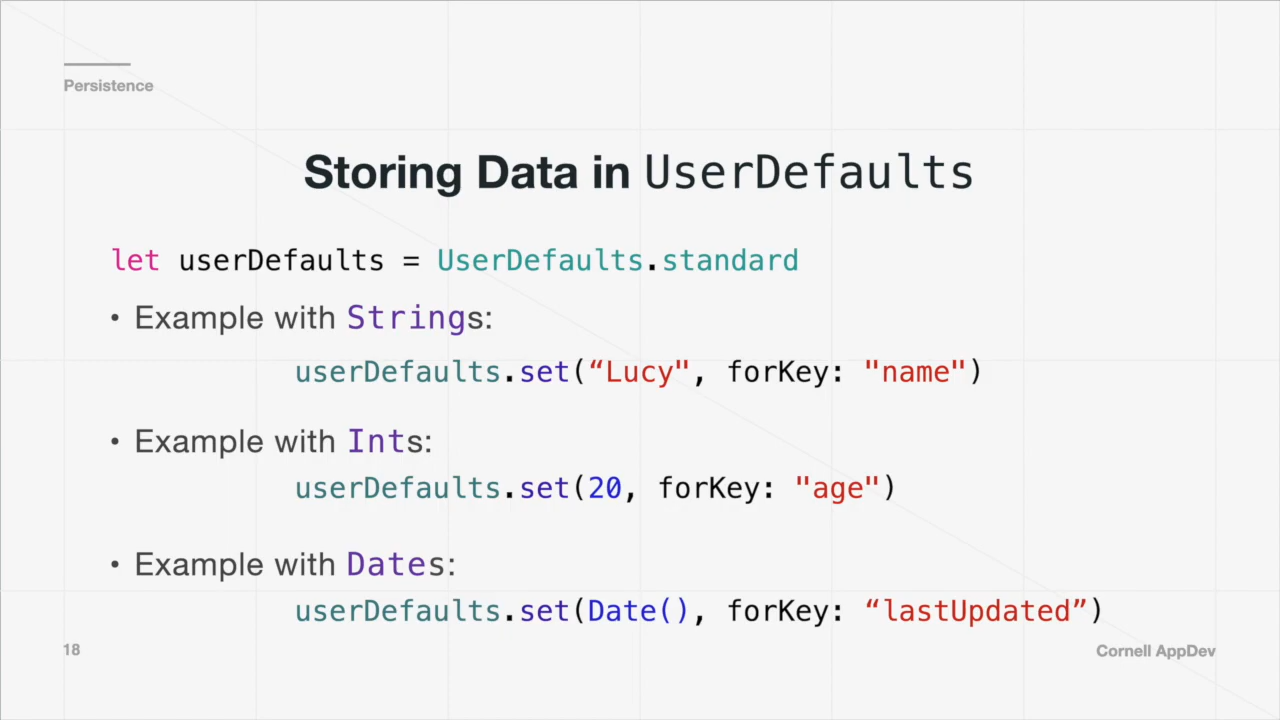 Persistence
Storing Data in UserDefaults
let userDefaults = UserDefaults.standard
• Example with Strings:
userDefaults.set(“Lucy", forKey: "name")
• Example with Ints:
userDefaults.set(20, forKey: "age")
• Example with Dates:
userDefaults.set(Date(), forKey: “lastUpdated”)
18
Cornell AppDev